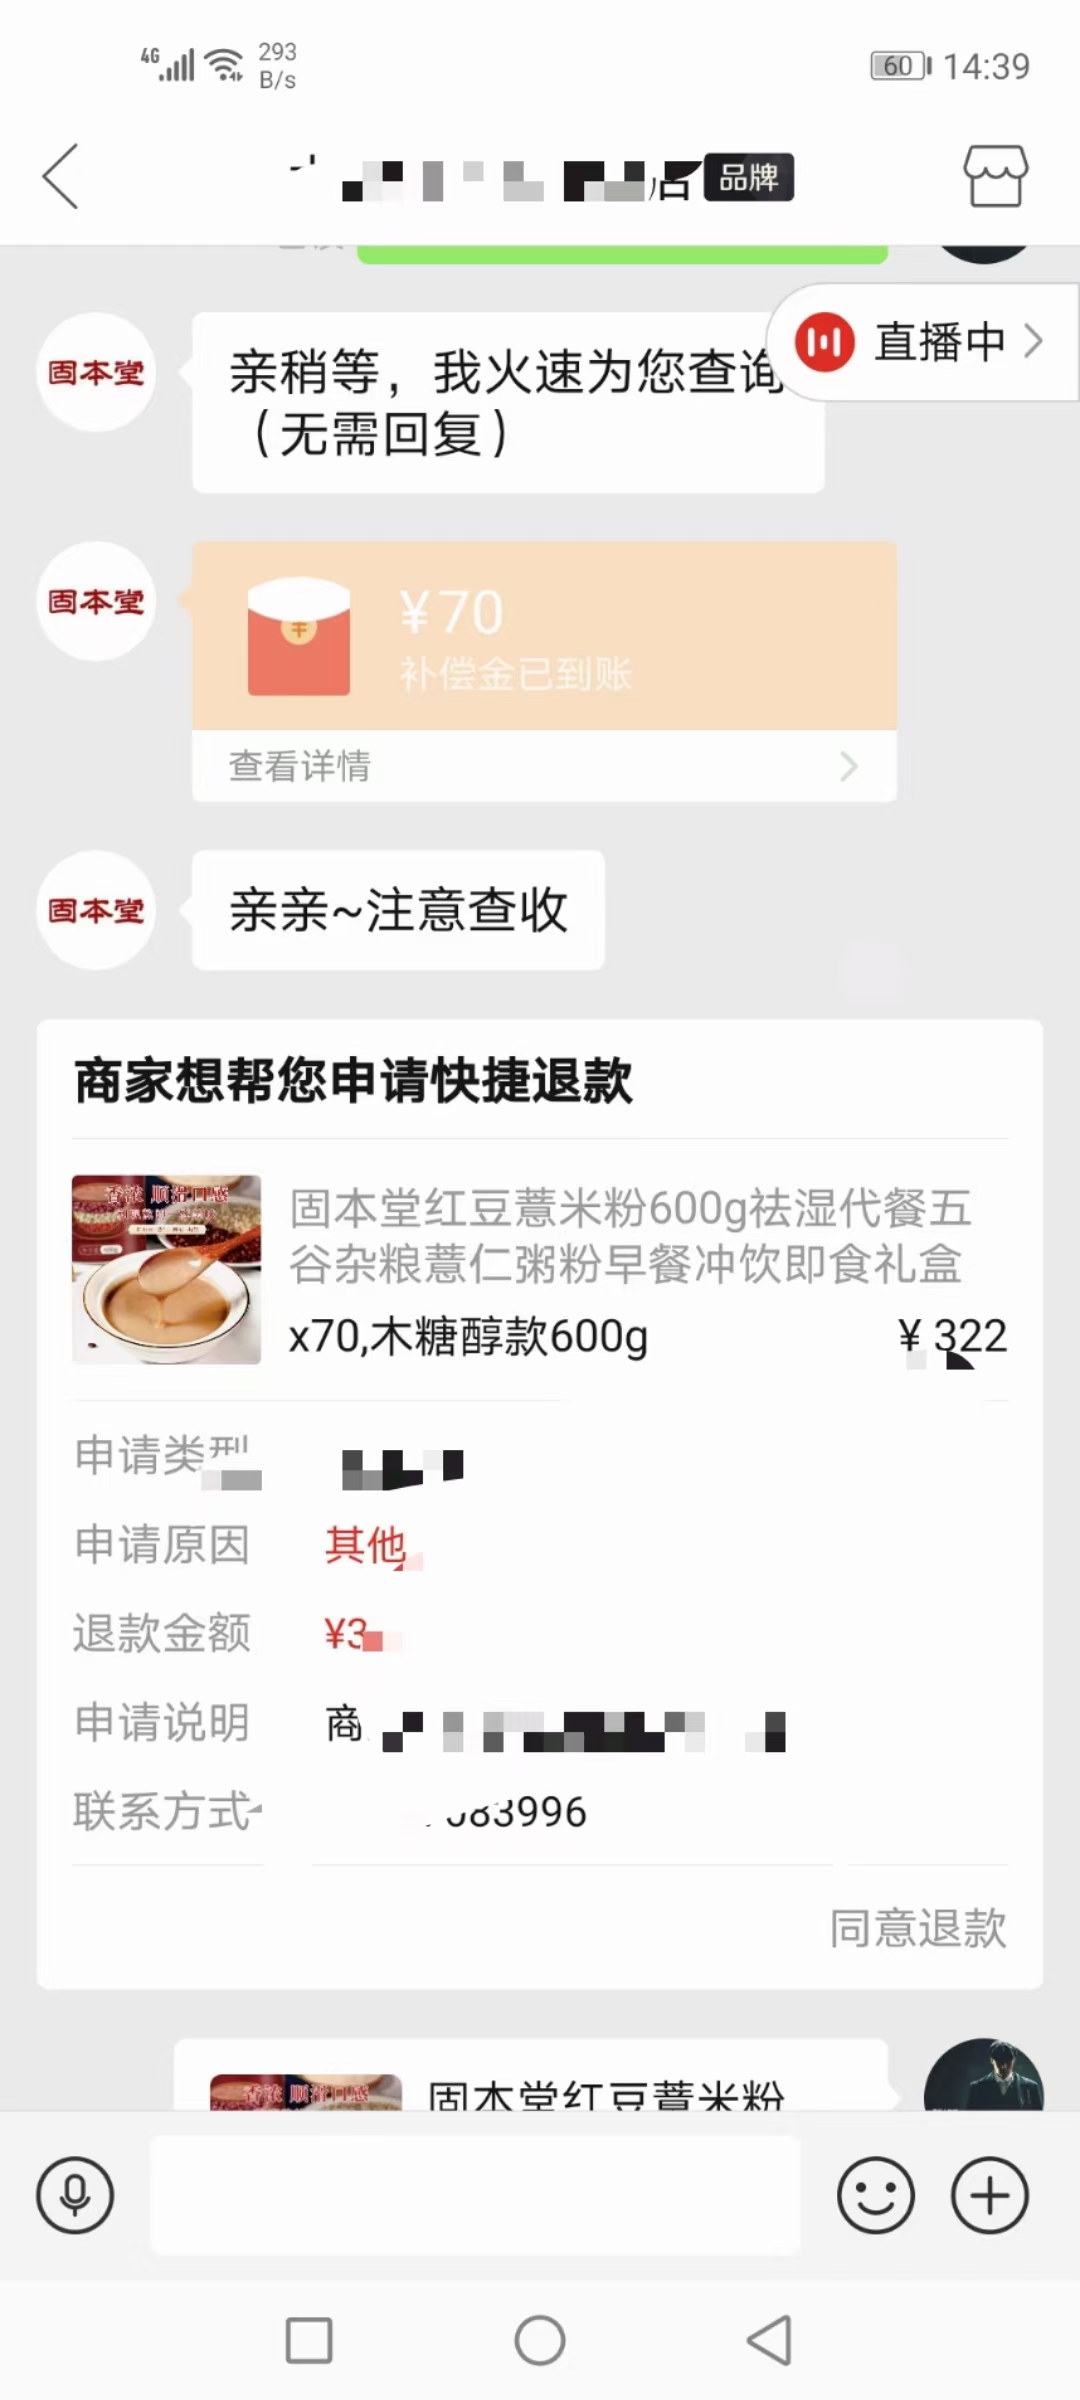 4G
293
B/s
60
14:39
品牌
直播中
固本堂
亲稍等，我火速为您查询
（无需回复）
固本堂
¥70
补偿金已到账
查看详情
固本堂
亲亲~注意查收
商家想帮您申请快捷退款
香浓 顺滑口感
固本堂红豆薏米粉600g祛湿代餐五
谷杂粮薏仁粥粉早餐冲饮即食礼盒
x70,木糖醇款600g
¥322
申请类型
申请原因
其他
退款金额
¥3
申请说明
商
联系方式
083996
同意退款
香浓 顺滑口感
固本堂红豆薏米粉